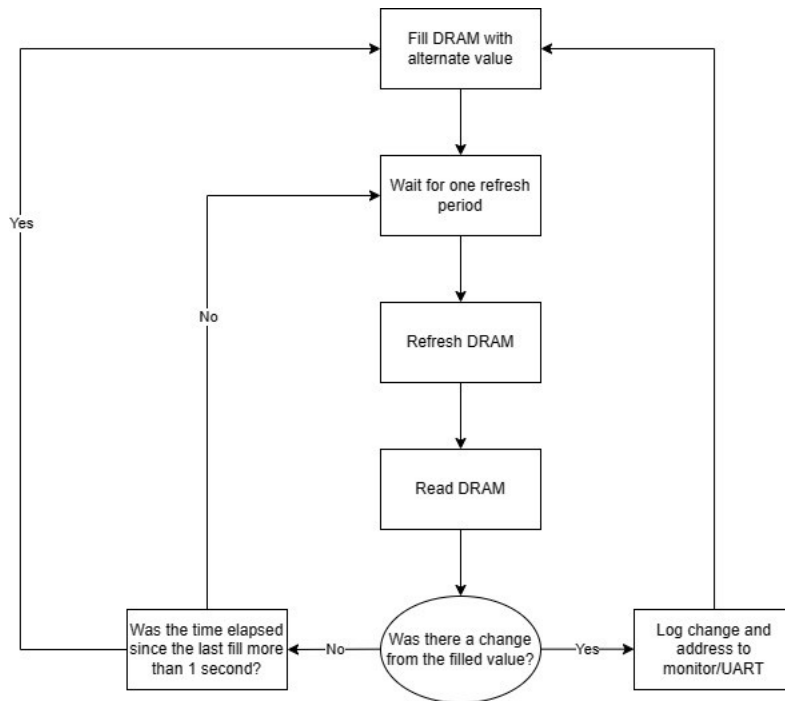 Fill DRAM with
alternate value
Wait for one refresh
period
Yes
No
Refresh DRAM
Read DRAM
Was the time elapsed
since the last fill more
than 1 second?
No
Was there a change
from the filled value?
Yes
Log change and
address to
monitor/UART